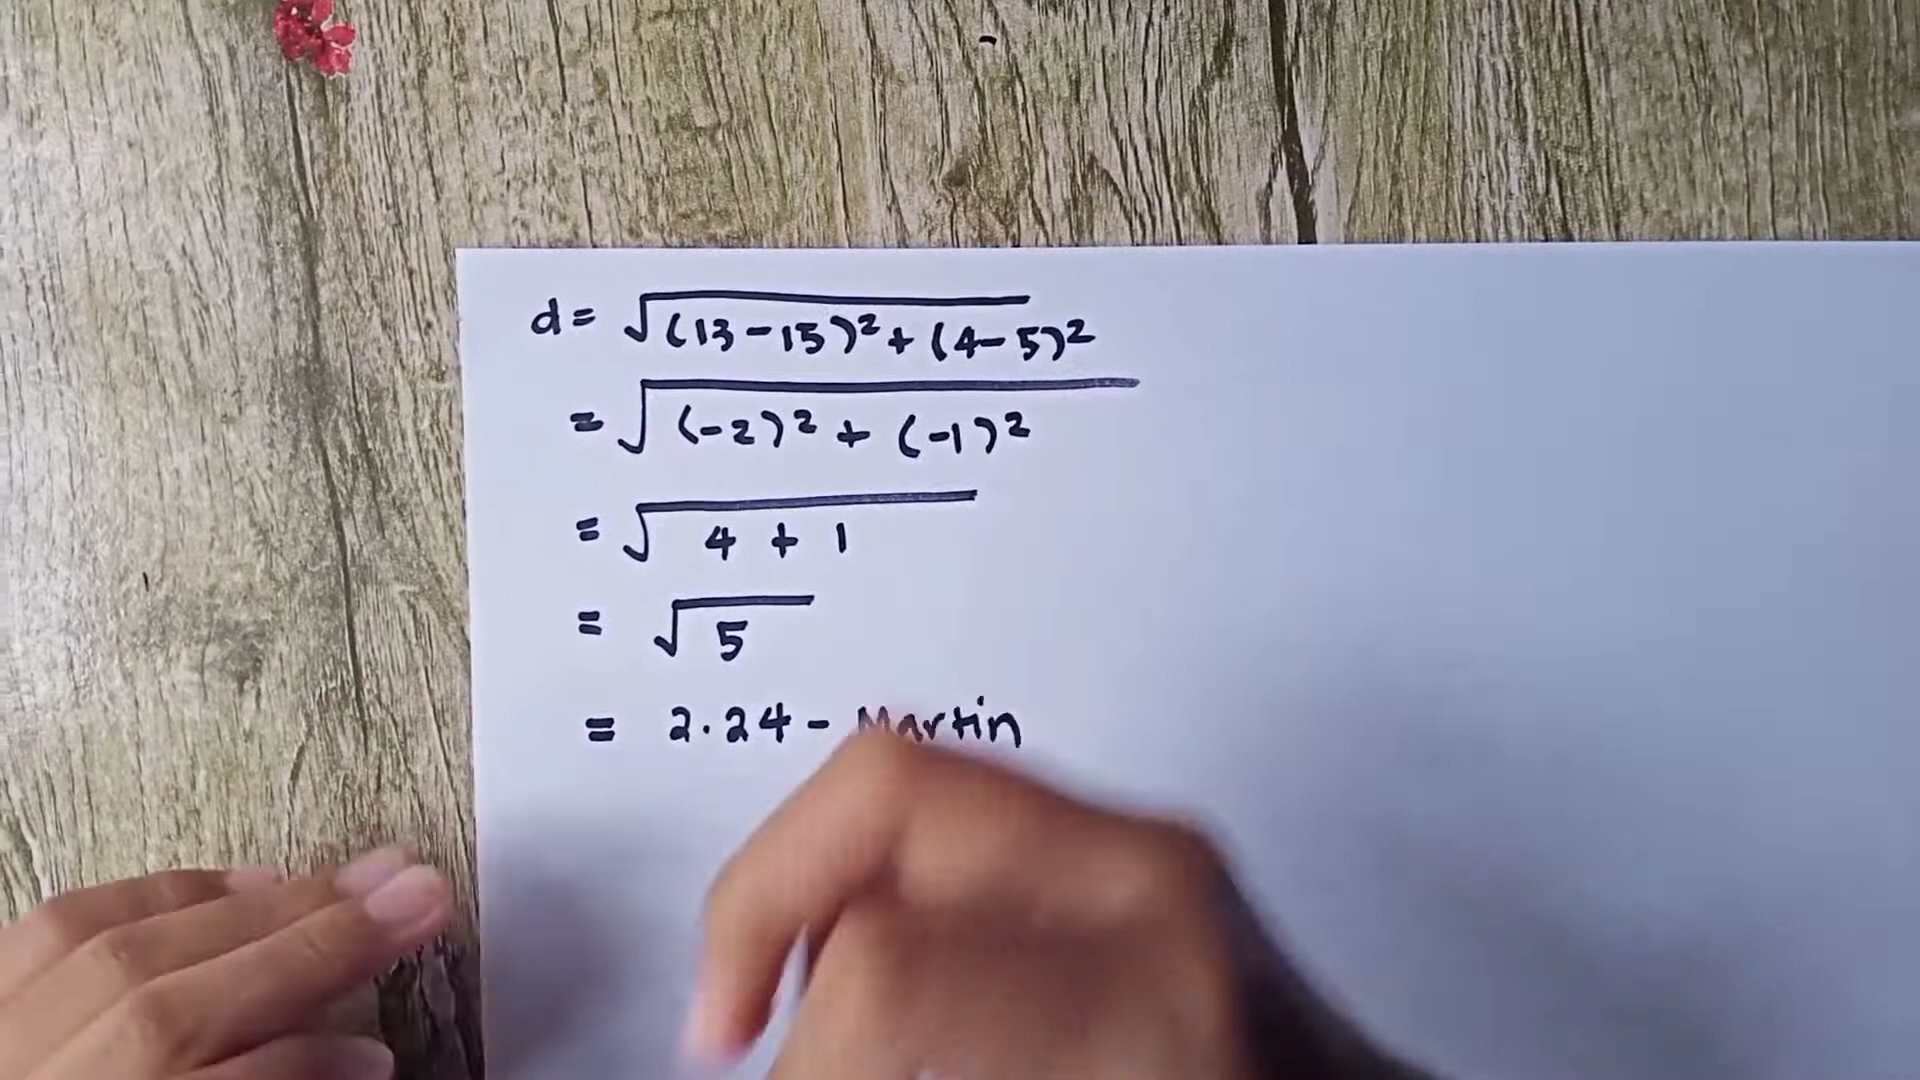 d = √(13-15)² + (4-5)²
= √(-2)² + (-1)²
= √4 + 1
= √5
= 2.24 - Martin